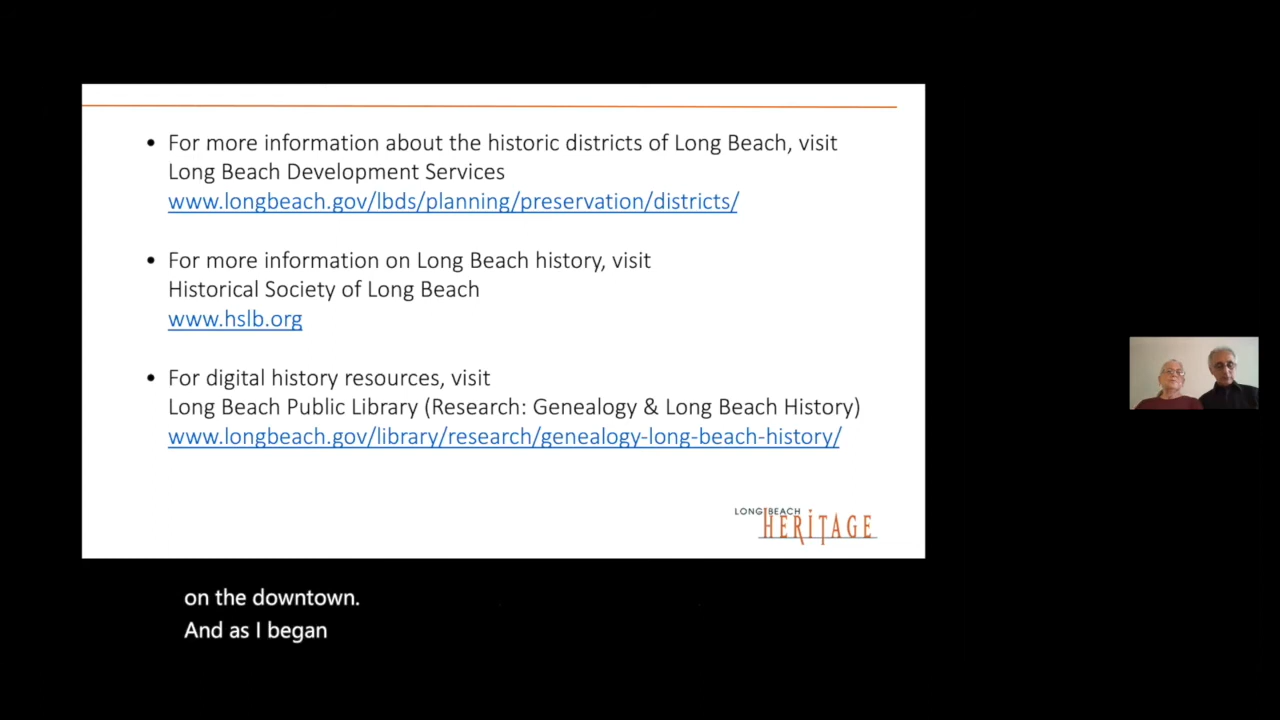 • For more information about the historic districts of Long Beach, visit
Long Beach Development Services
www.longbeach.gov/lbds/planning/preservation/districts/
• For more information on Long Beach history, visit
Historical Society of Long Beach
www.hslb.org
• For digital history resources, visit
Long Beach Public Library (Research: Genealogy & Long Beach History)
www.longbeach.gov/library/research/genealogy-long-beach-history/
LONG BEACH
HERITAGE
on the downtown.
And as I began